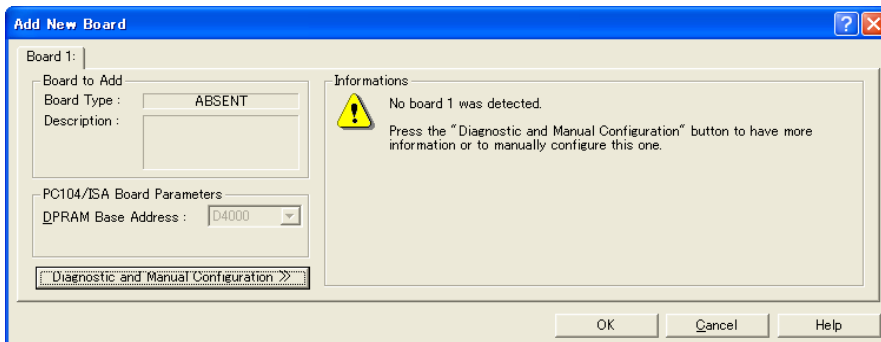 Add New Board
Board 1:
Board to Add
Board Type : ABSENT
Description :
PC104/ISA Board Parameters
DPRAM Base Address : D4000
Diagnostic and Manual Configuration >>
Informations
No board 1 was detected.
Press the "Diagnostic and Manual Configuration" button to have more
information or to manually configure this one.
OK
Cancel
Help